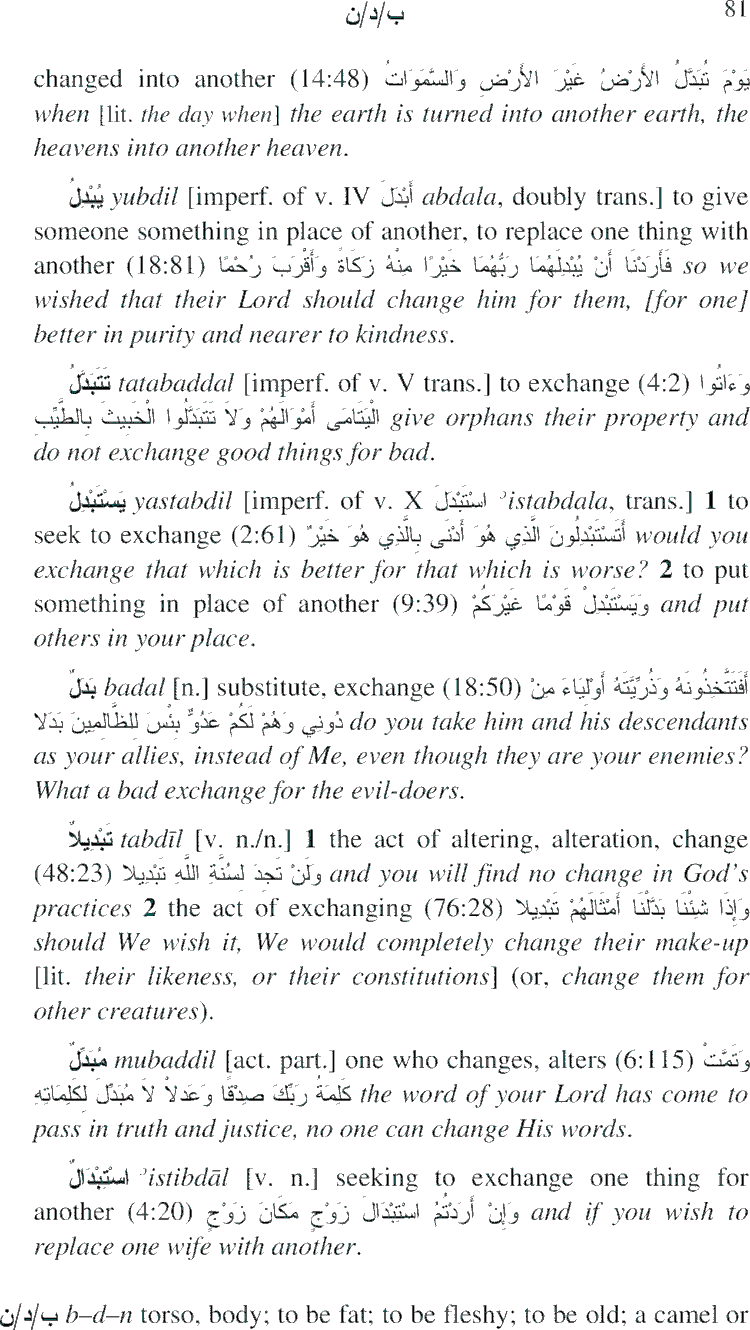 ب/د/ن 81
changed into another (14:48) يَوْمَ تُبَدَّلُ الأَرْضُ غَيْرَ الأَرْضِ وَالسَّمَوَاتُ
when [lit. the day when] the earth is turned into another earth, the
heavens into another heaven.
يُبْدِلُ yubdil [imperf. of v. IV أَبْدَلَ abdala, doubly trans.] to give
someone something in place of another, to replace one thing with
another (18:81) فَأَرَدْنَا أَنْ يُبْدِلَهُمَا رَبُّهُمَا خَيْرًا مِنْهُ زَكَاةً وَأَقْرَبَ رُحْمًا so we
wished that their Lord should change him for them, [for one]
better in purity and nearer to kindness.
تَتَبَدَّلُ tatabaddal [imperf. of v. V trans.] to exchange (4:2) وَءَاتُوا
الْيَتَامَى أَمْوَالَهُمْ وَلاَ تَتَبَدَّلُوا الْخَبِيثَ بِالطَّيِّبِ give orphans their property and
do not exchange good things for bad.
يَسْتَبْدِلُ yastabdil [imperf. of v. X اسْتَبْدَلَ ʾistabdala, trans.] 1 to
seek to exchange (2:61) أَتَسْتَبْدِلُونَ الَّذِي هُوَ أَدْنَى بِالَّذِي هُوَ خَيْرٌ would you
exchange that which is better for that which is worse? 2 to put
something in place of another (9:39) وَيَسْتَبْدِلْ قَوْمًا غَيْرَكُمْ and put
others in your place.
بَدَلٌ badal [n.] substitute, exchange (18:50) أَفَتَتَّخِذُونَهُ وَذُرِّيَّتَهُ أَوْلِيَاءَ مِنْ
دُونِي وَهُمْ لَكُمْ عَدُوٌّ بِئْسَ لِلظَّالِمِينَ بَدَلا do you take him and his descendants
as your allies, instead of Me, even though they are your enemies?
What a bad exchange for the evil-doers.
تَبْدِيلاً tabdīl [v. n./n.] 1 the act of altering, alteration, change
(48:23) وَلَنْ تَجِدَ لِسُنَّةِ اللَّهِ تَبْدِيلا and you will find no change in God’s
practices 2 the act of exchanging (76:28) وَإِذَا شِئْنَا بَدَّلْنَا أَمْثَالَهُمْ تَبْدِيلا
should We wish it, We would completely change their make-up
[lit. their likeness, or their constitutions] (or, change them for
other creatures).
مُبَدِّلٌ mubaddil [act. part.] one who changes, alters (6:115) وَتَمَّتْ
كَلِمَةُ رَبِّكَ صِدْقًا وَعَدلاً لاَ مُبَدِّلَ لِكَلِمَاتِهِ the word of your Lord has come to
pass in truth and justice, no one can change His words.
اسْتِبْدَالٌ ʾistibdāl [v. n.] seeking to exchange one thing for
another (4:20) وَإِنْ أَرَدْتُمُ اسْتِبْدَالَ زَوْجٍ مَكَانَ زَوْجٍ and if you wish to
replace one wife with another.
ب/د/ن b–d–n torso, body; to be fat; to be fleshy; to be old; a camel or